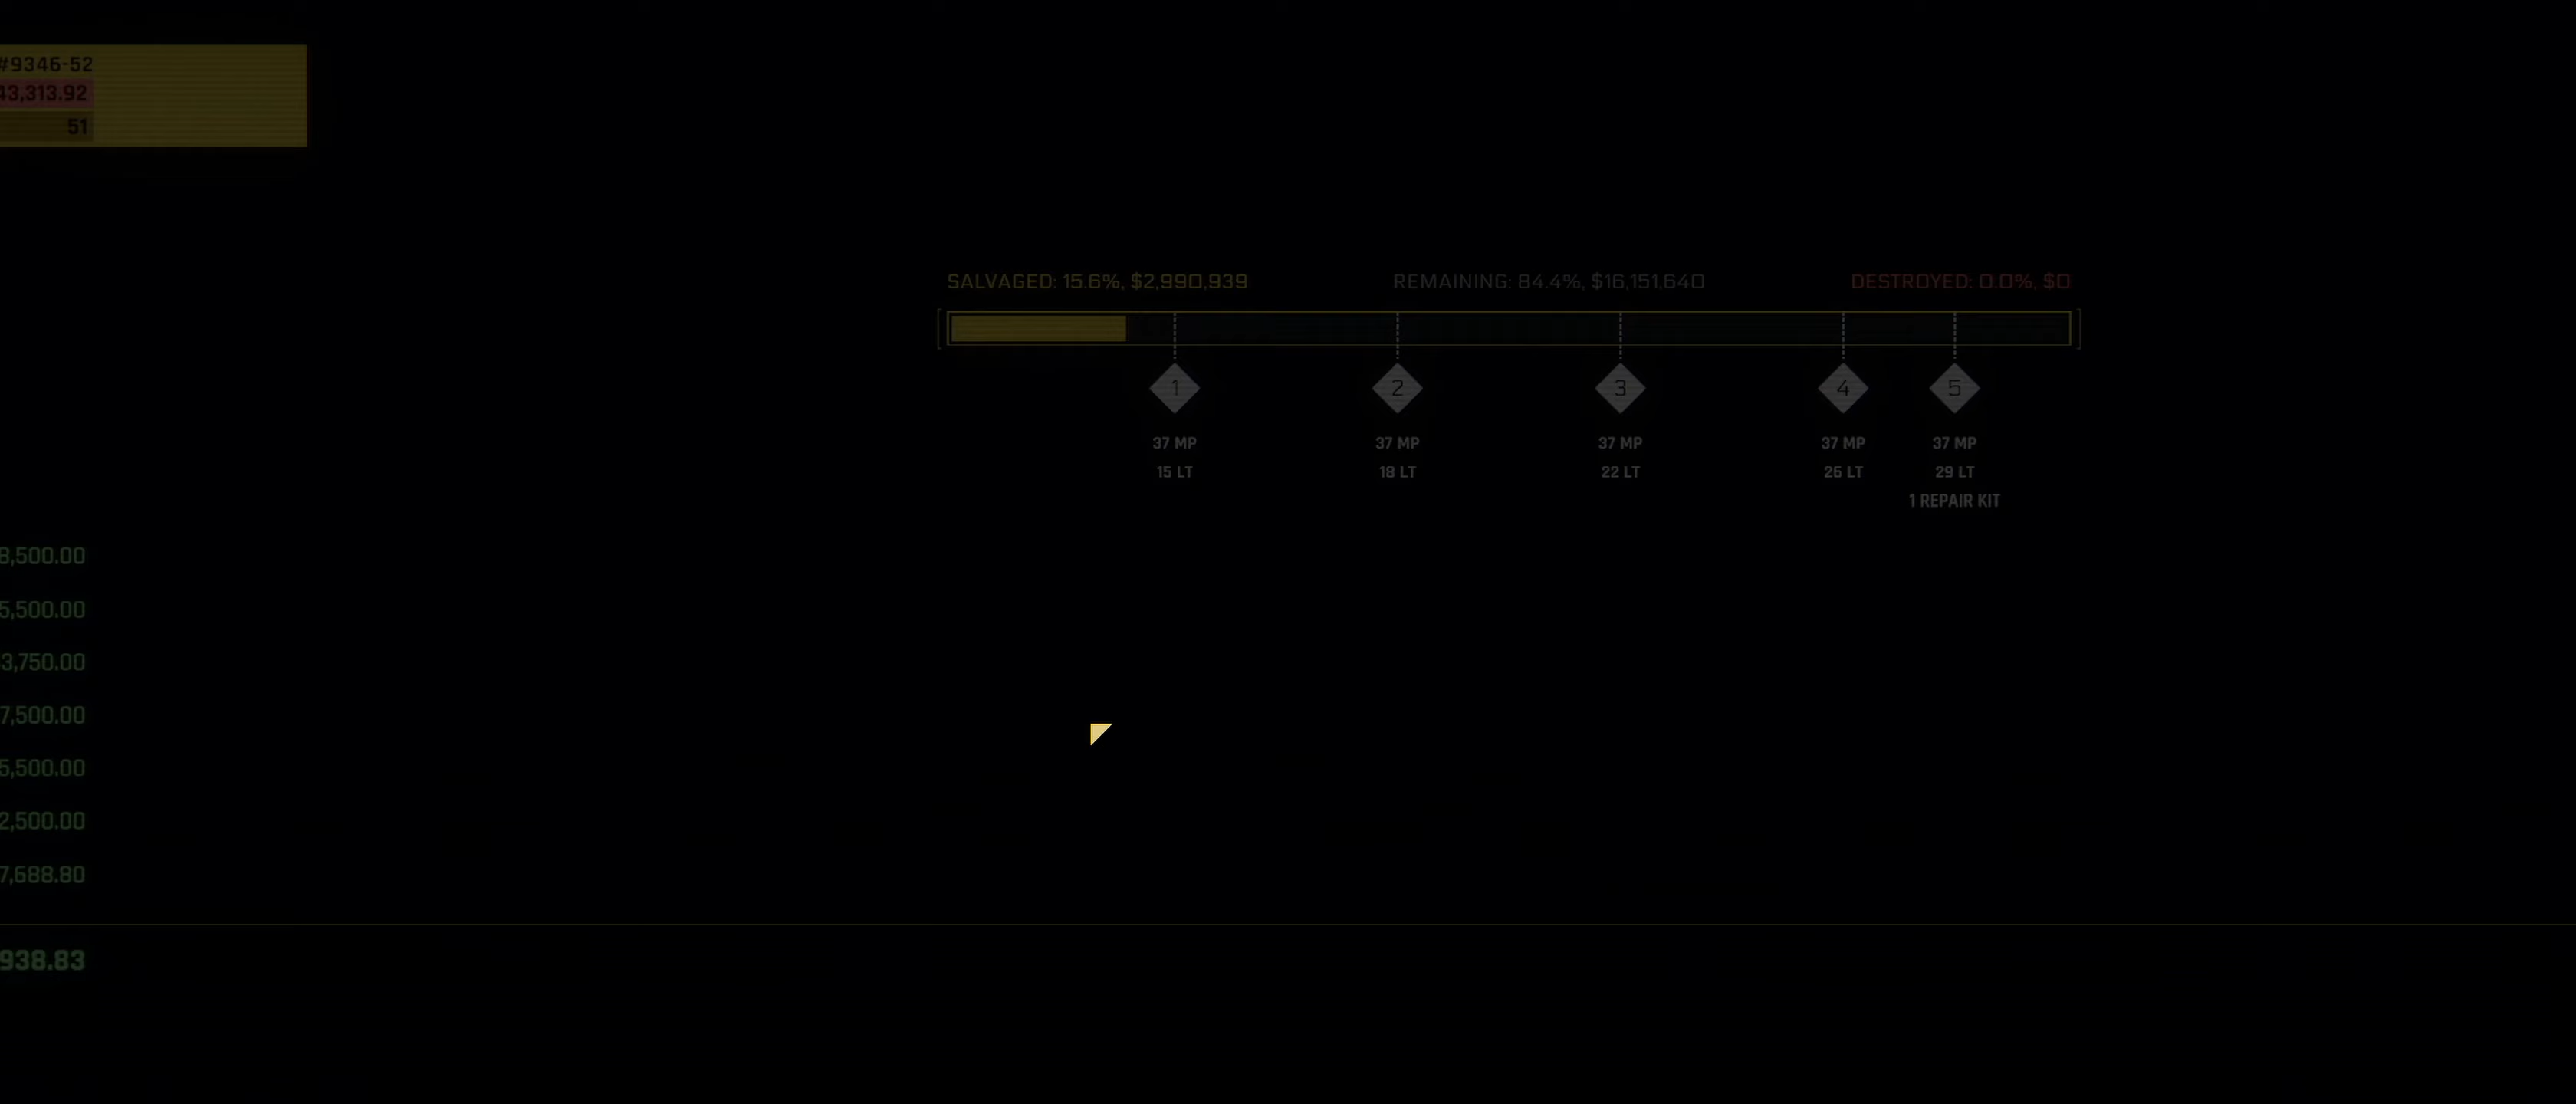 #9346-52
43,313.92
51
SALVAGED: 15.6%, $2,990,939
REMAINING: 84.4%, $16,151,640
DESTROYED: 0.0%, $0
1
2
3
4
5
37 MP
37 MP
37 MP
37 MP
37 MP
15 LT
18 LT
22 LT
26 LT
29 LT
1 REPAIR KIT
8,500.00
5,500.00
3,750.00
7,500.00
5,500.00
2,500.00
7,688.80
938.83